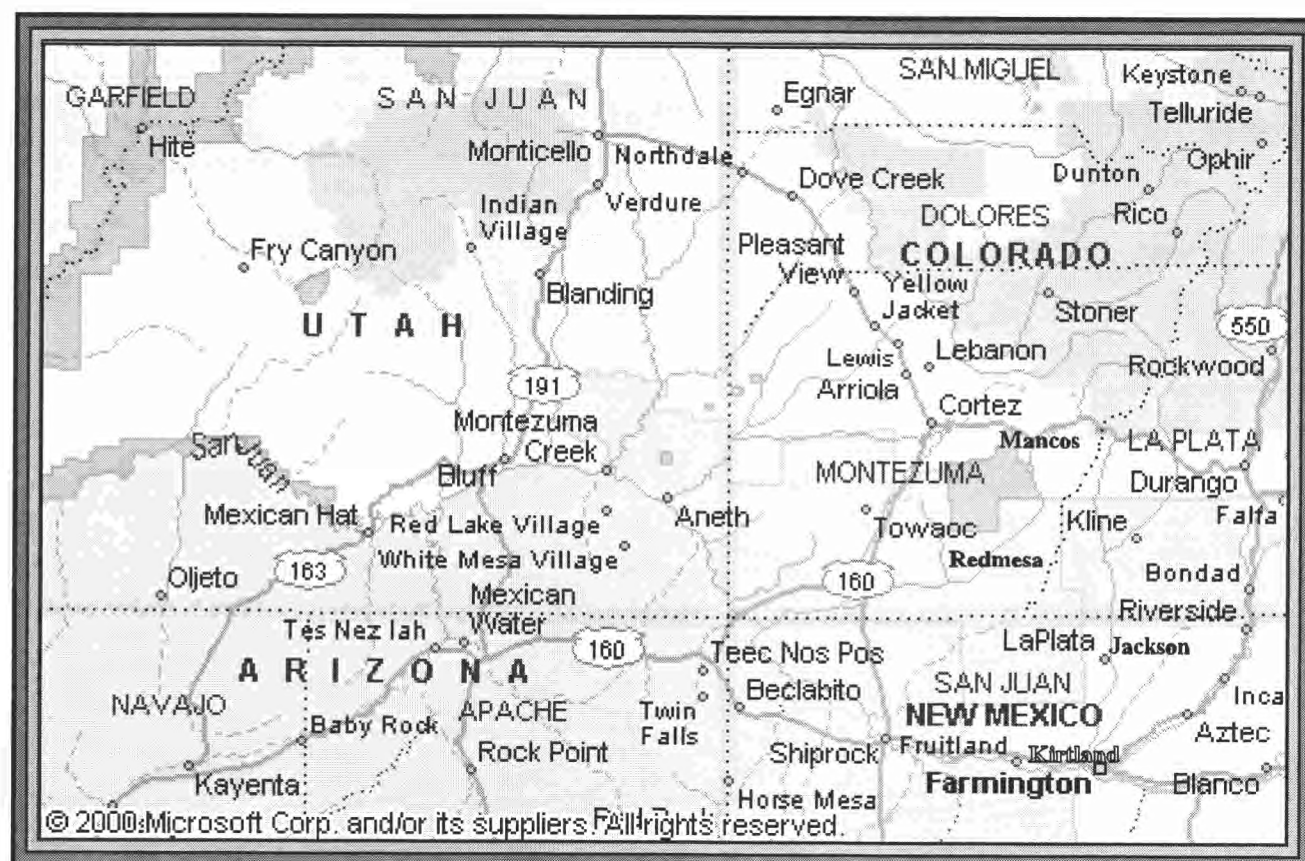 GARFIELD
SAN JUAN
SAN MIGUEL
Keystone
Telluride
Egnar
Hite
Monticello
Northdale
Ophir
Dunton
Dove Creek
Indian
Village
Verdure
DOLORES
Rico
Fry Canyon
Pleasant
View
COLORADO
Blanding
Yellow
Jacket
Stoner
UTAH
550
Lewis
Lebanon
Rockwood
191
Arriola
Montezuma
Creek
Cortez
San Juan
Mancos
LA PLATA
Bluff
MONTEZUMA
Durango
Mexican Hat
Red Lake Village
Aneth
Towaoc
Kline
Falfa
White Mesa Village
Redmesa
163
160
Oljeto
Mexican
Water
Bondad
Riverside
Tes Nez Iah
160
LaPlata
Jackson
ARIZONA
Teec Nos Pos
SAN JUAN
NAVAJO
Beclabito
Inca
Baby Rock
APACHE
Twin
Falls
NEW MEXICO
Aztec
Rock Point
Shiprock
Fruitland
Kirtland
Kayenta
Farmington
Blanco
Horse Mesa
© 2000 Microsoft Corp. and/or its suppliers. All rights reserved.